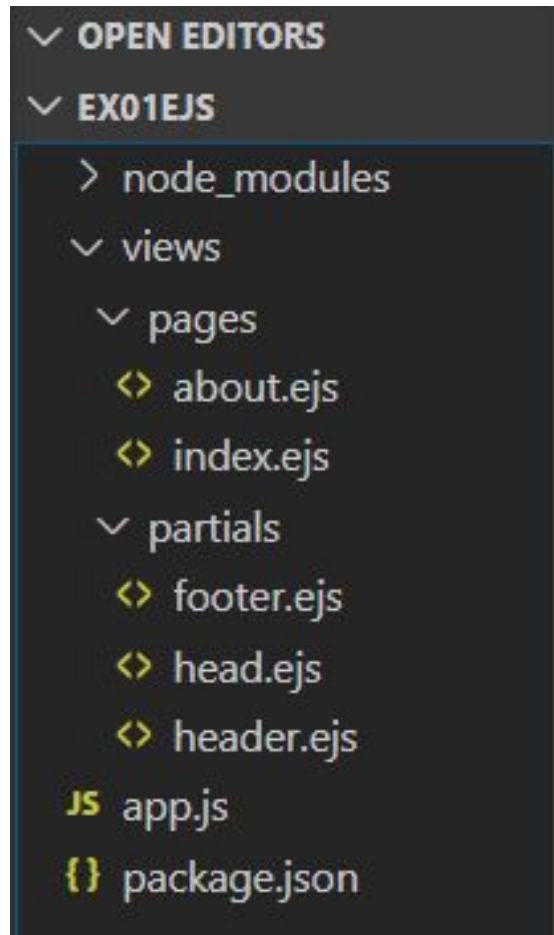 OPEN EDITORS
EX01EJS
node_modules
views
pages
<> about.ejs
<> index.ejs
partials
<> footer.ejs
<> head.ejs
<> header.ejs
JS app.js
{} package.json